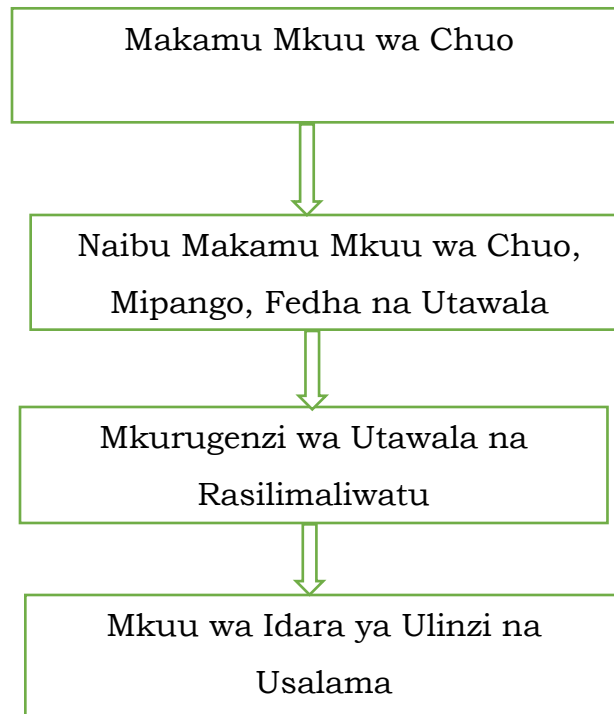 Makamu Mkuu wa Chuo
Naibu Makamu Mkuu wa Chuo,
Mipango, Fedha na Utawala
Mkurugenzi wa Utawala na
Rasilimaliwatu
Mkuu wa Idara ya Ulinzi na
Usalama